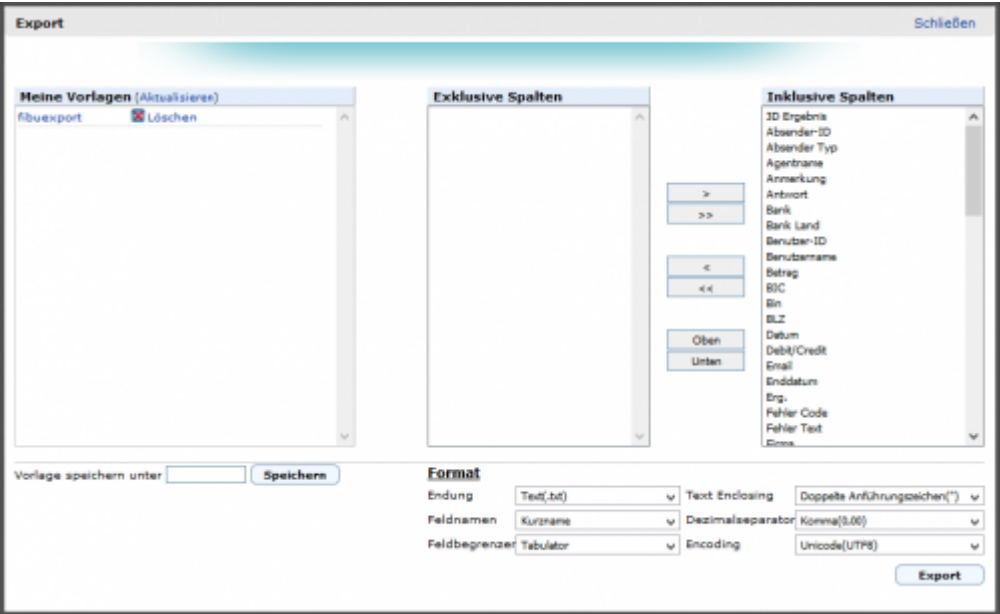 Export
Schließen
Meine Vorlagen (Aktualisieren)
fibuexport Löschen
Exklusive Spalten
>
>>
<
<<
Oben
Unten
Inklusive Spalten
3D Ergebnis
Absender-ID
Absender Typ
Agentname
Anmerkung
Antwort
Bank
Bank Land
Benutzer-ID
Benutzername
Betrag
BIC
Bin
BLZ
Datum
Debit/Credit
Email
Enddatum
Erg.
Fehler Code
Fehler Text
Firma
Vorlage speichern unter Speichern
Format
Endung Text(.txt) Text Enclosing Doppelte Anführungszeichen(")
Feldnamen Kurzname Dezimalseparator Komma(0,00)
Feldbegrenzer Tabulator Encoding Unicode(UTF8)
Export